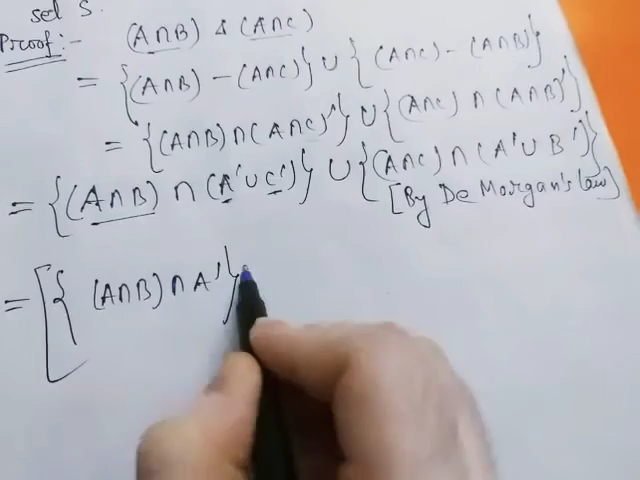 set S.
Proof:- (A∩B) Δ (A∩C)
= {(A∩B) - (A∩C)} ∪ {(A∩C) - (A∩B)}
= {(A∩B)∩(A∩C)'} ∪ {(A∩C) ∩ (A∩B)'}
= {(A∩B) ∩ (A'∪C')} ∪ {(A∩C) ∩ (A'∪B')}
[By De Morgan's law]
= [{(A∩B)∩A'}